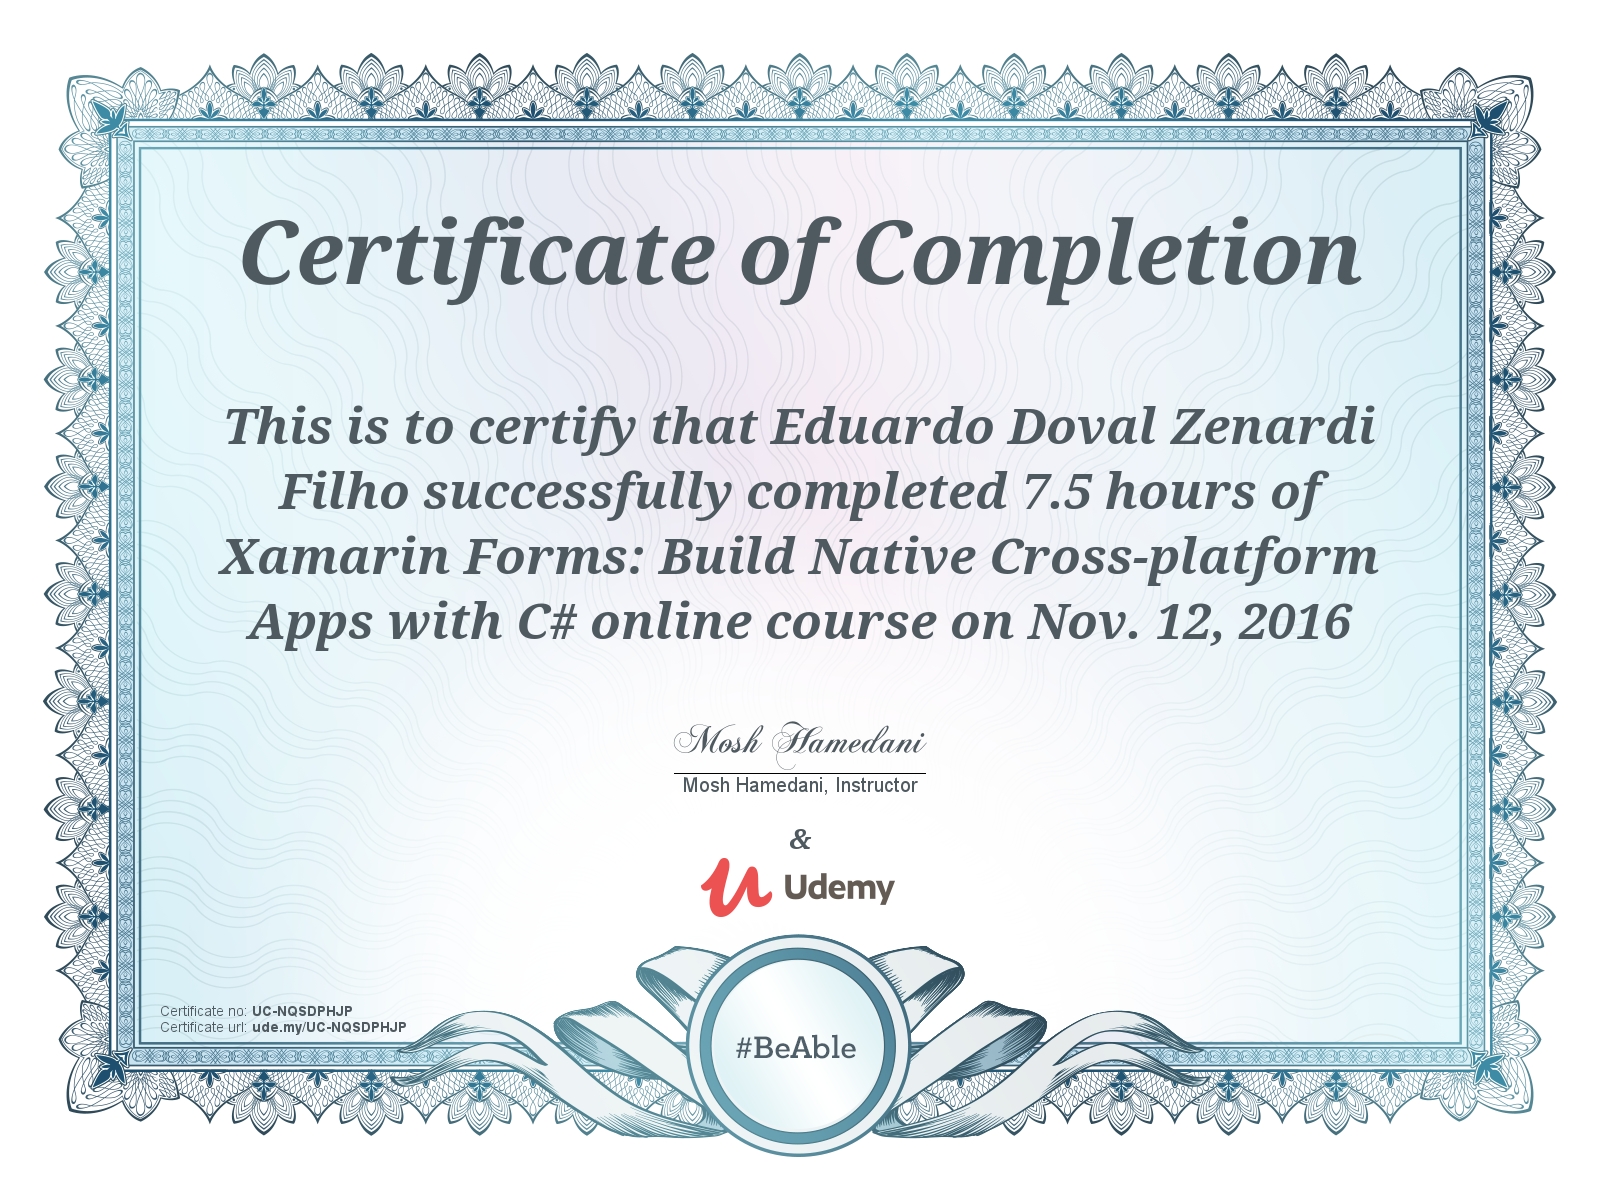 Certificate of Completion
This is to certify that Eduardo Doval Zenardi
Filho successfully completed 7.5 hours of
Xamarin Forms: Build Native Cross-platform
Apps with C# online course on Nov. 12, 2016
Mosh Hamedani
Mosh Hamedani, Instructor
&
Udemy
Certificate no: UC-NQSDPHJP
Certificate url: ude.my/UC-NQSDPHJP
#BeAble